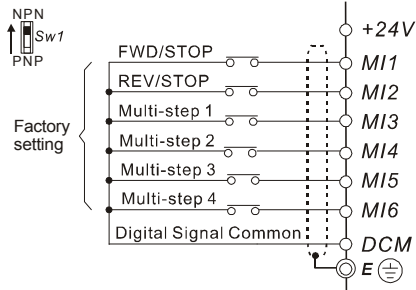 NPN
Sw1
PNP
+24V
FWD/STOP
MI1
REV/STOP
MI2
Multi-step 1
MI3
Factory
setting
Multi-step 2
MI4
Multi-step 3
MI5
Multi-step 4
MI6
Digital Signal Common
DCM
E